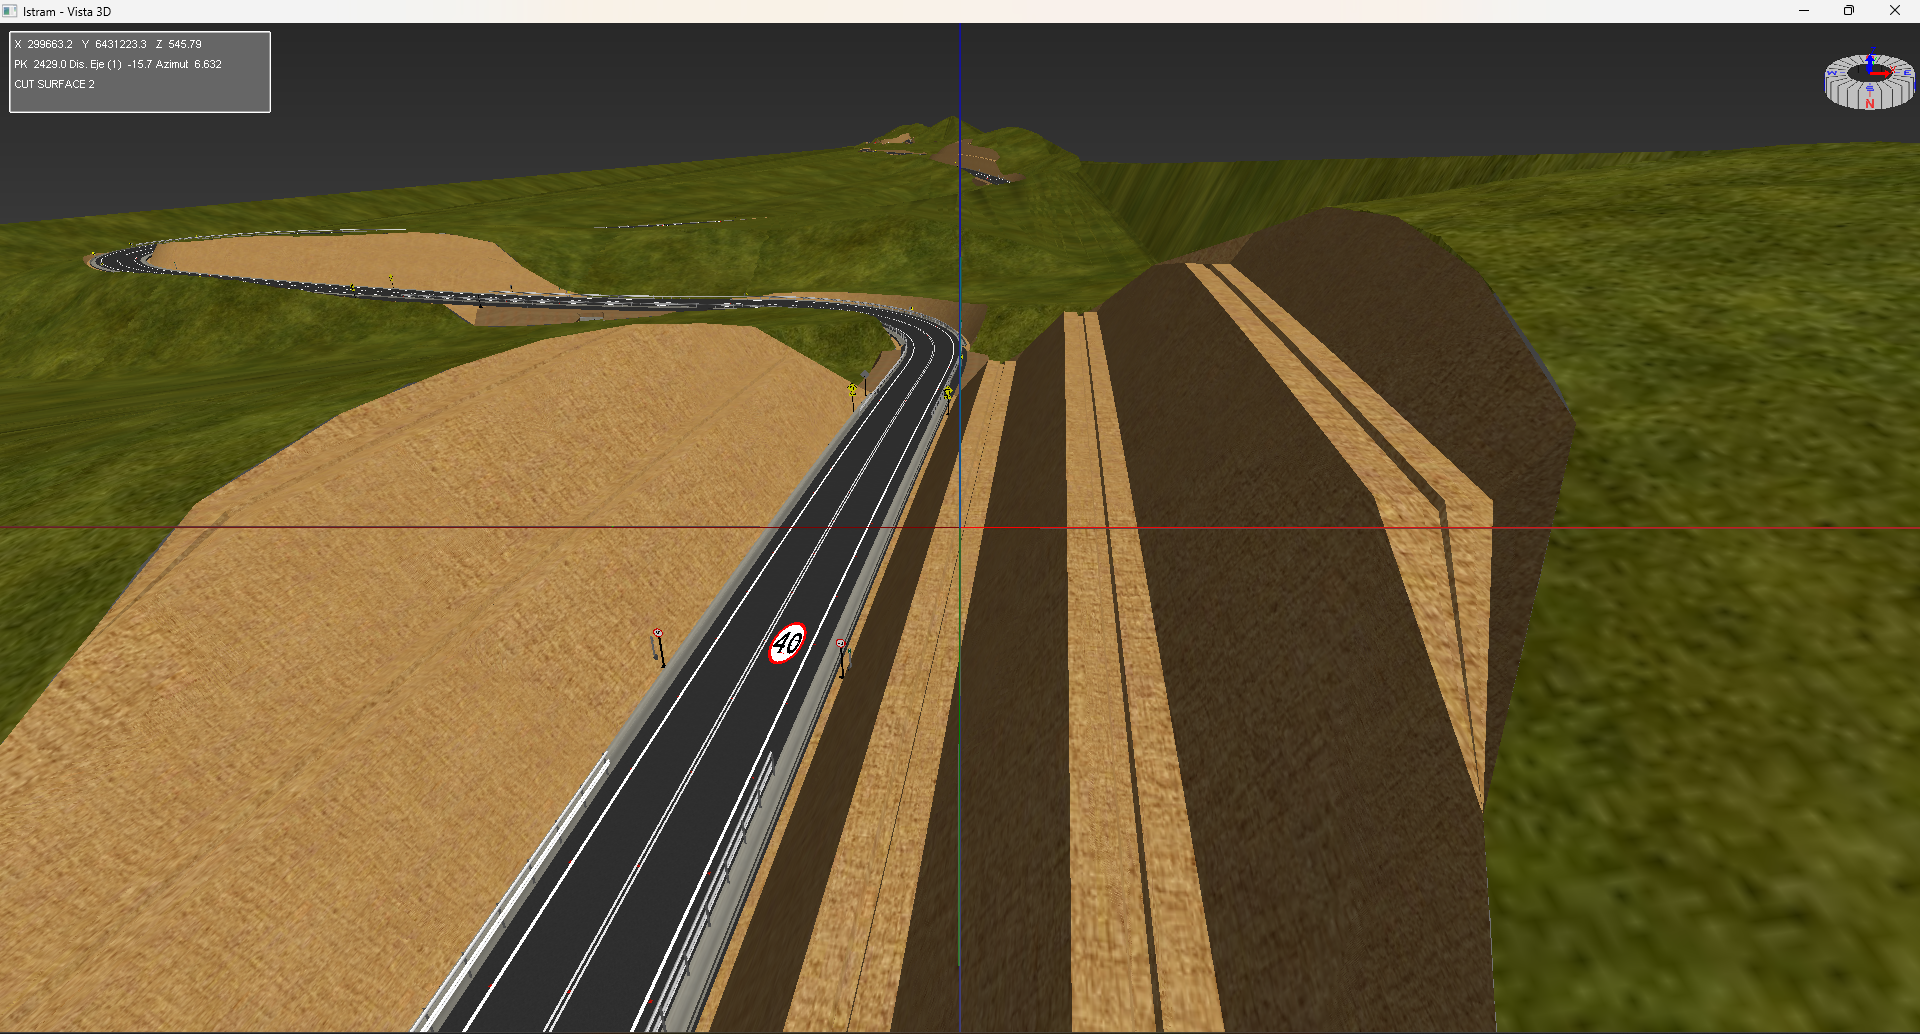 Istram - Vista 3D
X 299663.2 Y 6431223.3 Z 545.79
PK 2429.0 Dis. Eje (1) -15.7 Azimut 6.632
CUT SURFACE 2
W
E
S
N
40